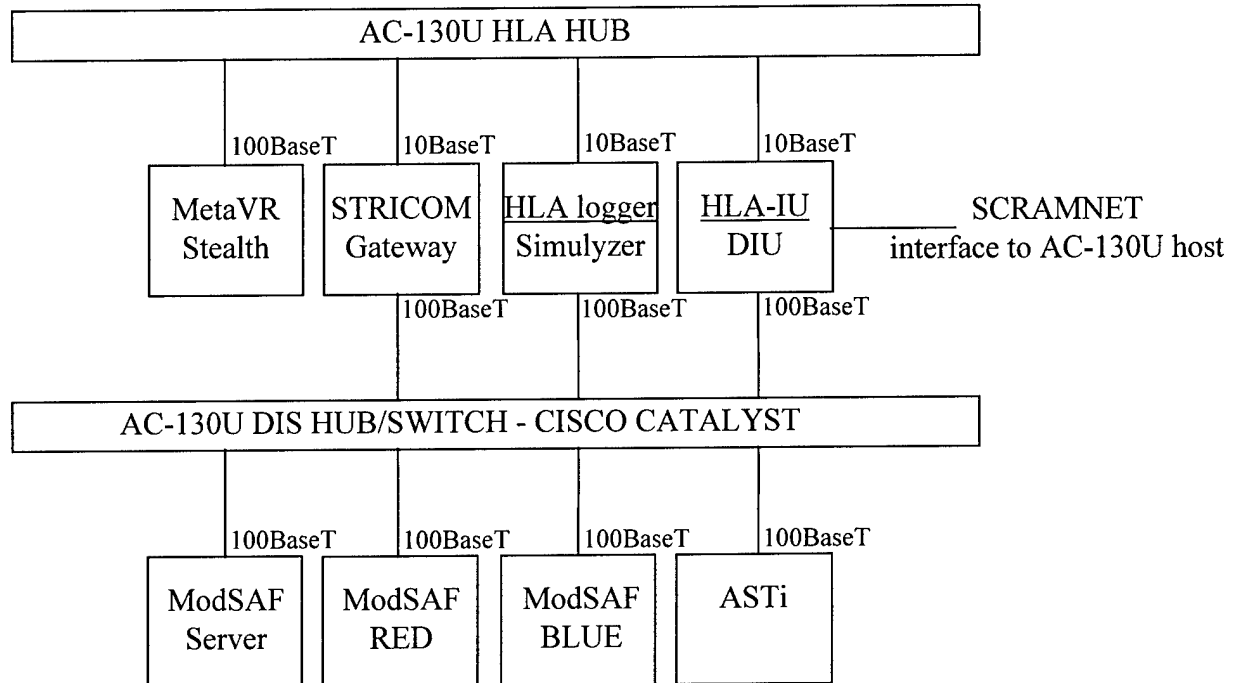 AC-130U HLA HUB
100BaseT
10BaseT
10BaseT
10BaseT
MetaVR
Stealth
STRICOM
Gateway
HLA logger
Simulyzer
HLA-IU
DIU
SCRAMNET
interface to AC-130U host
100BaseT
100BaseT
100BaseT
AC-130U DIS HUB/SWITCH - CISCO CATALYST
100BaseT
100BaseT
100BaseT
100BaseT
ModSAF
Server
ModSAF
RED
ModSAF
BLUE
ASTi